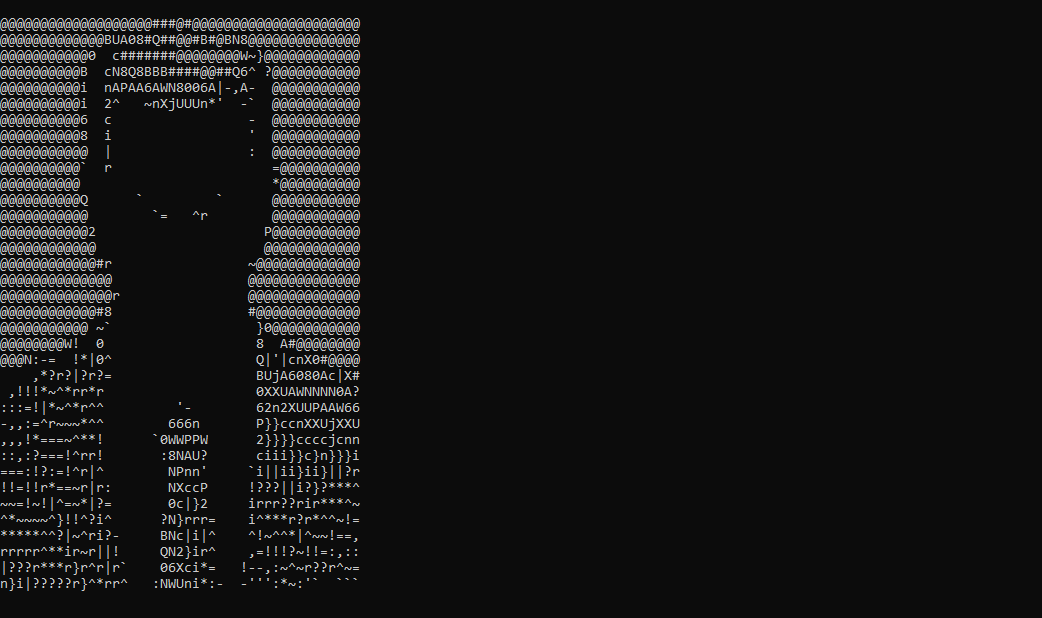 @@@@@@@@@@@@@@@@@@@###@#@@@@@@@@@@@@@@@@@@@@@
@@@@@@@@@@@@@BUA08#Q##@@#B#@BN8@@@@@@@@@@@@@@
@@@@@@@@@@@0  c#######@@@@@@@@W~}@@@@@@@@@@@@
@@@@@@@@@@B  cN8Q8BBB####@@##Q6^ ?@@@@@@@@@@@
@@@@@@@@@@i  nAPAA6AWN8006A|-,A-  @@@@@@@@@@@
@@@@@@@@@@i  2^   ~nXjUUUn*'  -`  @@@@@@@@@@@
@@@@@@@@@@6  c                 -  @@@@@@@@@@@
@@@@@@@@@@8  i                 '  @@@@@@@@@@@
@@@@@@@@@@@  |                 :  @@@@@@@@@@@
@@@@@@@@@@`  r                    =@@@@@@@@@@
@@@@@@@@@@                        *@@@@@@@@@@
@@@@@@@@@@Q      `         `      @@@@@@@@@@@
@@@@@@@@@@@        `=   ^r        @@@@@@@@@@@
@@@@@@@@@@@2                     P@@@@@@@@@@@
@@@@@@@@@@@@                     @@@@@@@@@@@@
@@@@@@@@@@@@#r                 ~@@@@@@@@@@@@@
@@@@@@@@@@@@@@                 @@@@@@@@@@@@@@
@@@@@@@@@@@@@@r                @@@@@@@@@@@@@@
@@@@@@@@@@@@#8                 #@@@@@@@@@@@@@
@@@@@@@@@@@ ~`                  }0@@@@@@@@@@@
@@@@@@@@W!  0                   8  A#@@@@@@@@
@@@N:-=  !*|0^                  Q|'|cnX0#@@@@
    ,*?r?|?r?=                  BUjA6080Ac|X#
 ,!!!*~^*rr*r                   0XXUAWNNNN0A?
:::=!|*~^*r^^         '-        62n2XUUPAAW66
-,,:=^r~~~*^^        666n       P}}ccnXXUjXXU
,,,!*===~^**!      `0WWPPW      2}}}}ccccjcnn
::,:?===!^rr!       :8NAU?      ciii}}c}n}}}i
===:!?:=!^r|^        NPnn'     `i||ii}ii}||?r
!!=!!r*==~r|r:       NXccP     !???||i?}?***^
~~=!~!|^=~*|?=       0c|}2     irrr??rir***^~
^*~~~~^}!!^?i^      ?N}rrr=    i^***r?r*^^~!=
*****^^?|~^ri?-     BNc|i|^    ^!~^^*|^~~!==,
rrrrr^**ir~r||!     QN2}ir^    ,=!!!?~!!=:,::
|???r***r}r^r|r`    06Xci*=   !--,:~^~r??r^~=
n}i|?????r}^*rr^   :NWUni*:-  -''':*~:'`  ```